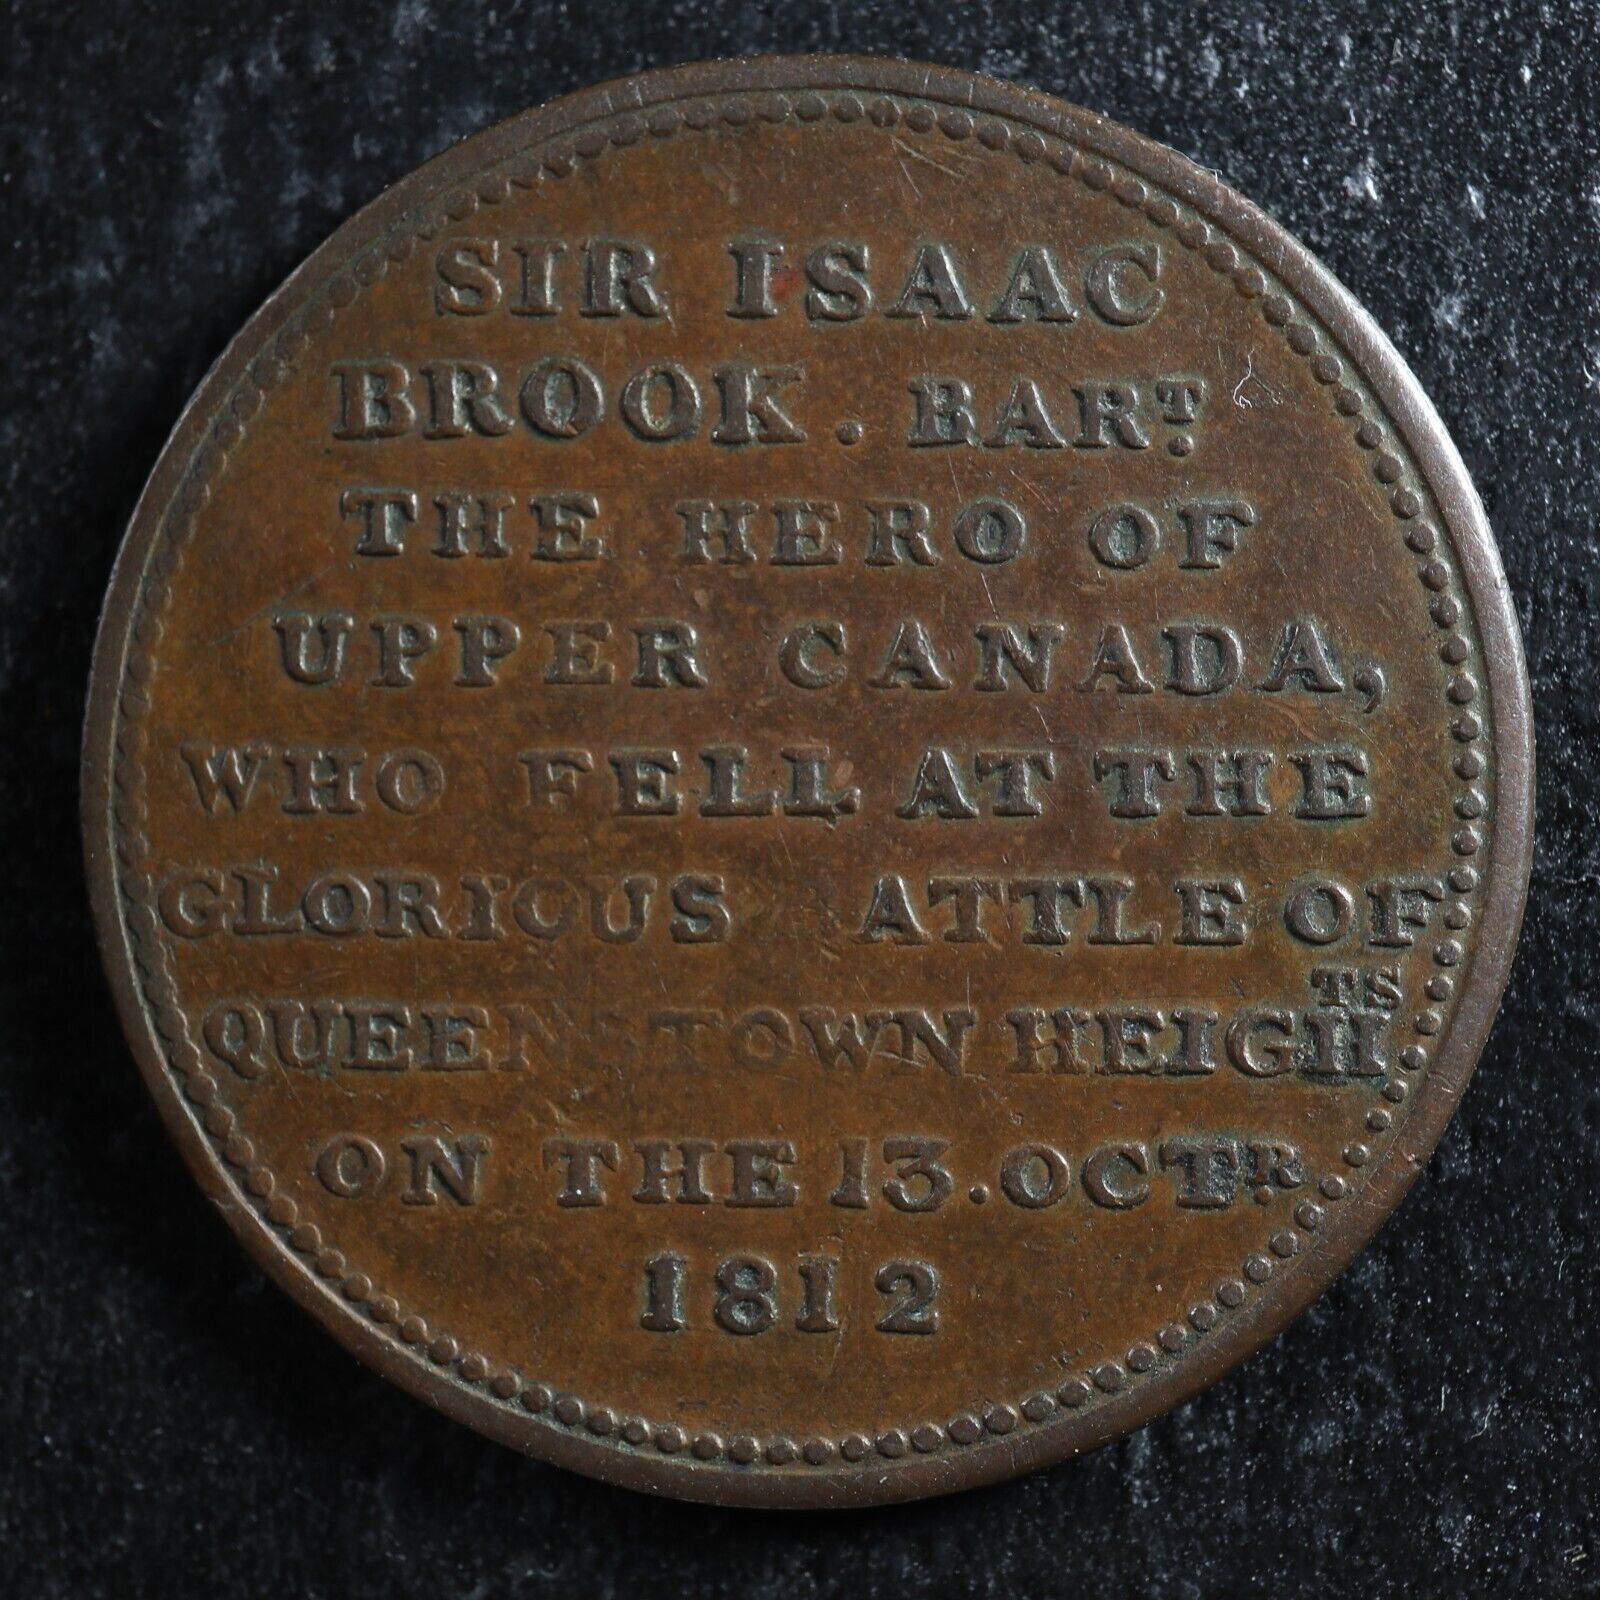 SIR ISAAC
BROOK. BART.
THE HERO OF
UPPER CANADA,
WHO FELL AT THE
GLORIOUS ATTLE OF
QUEENSTOWN HEIGHTS
ON THE 13. OCTR.
1812